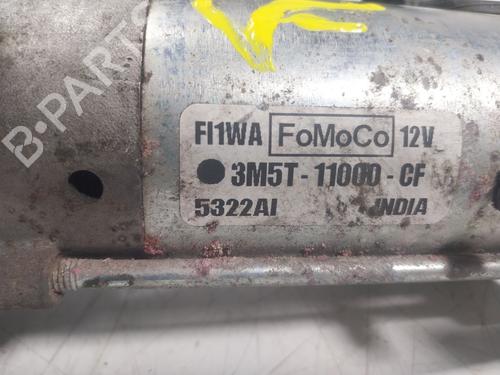 B-PARTS
FI1WA FoMoCo 12V
3M5T-11000-CF
5322AI INDIA